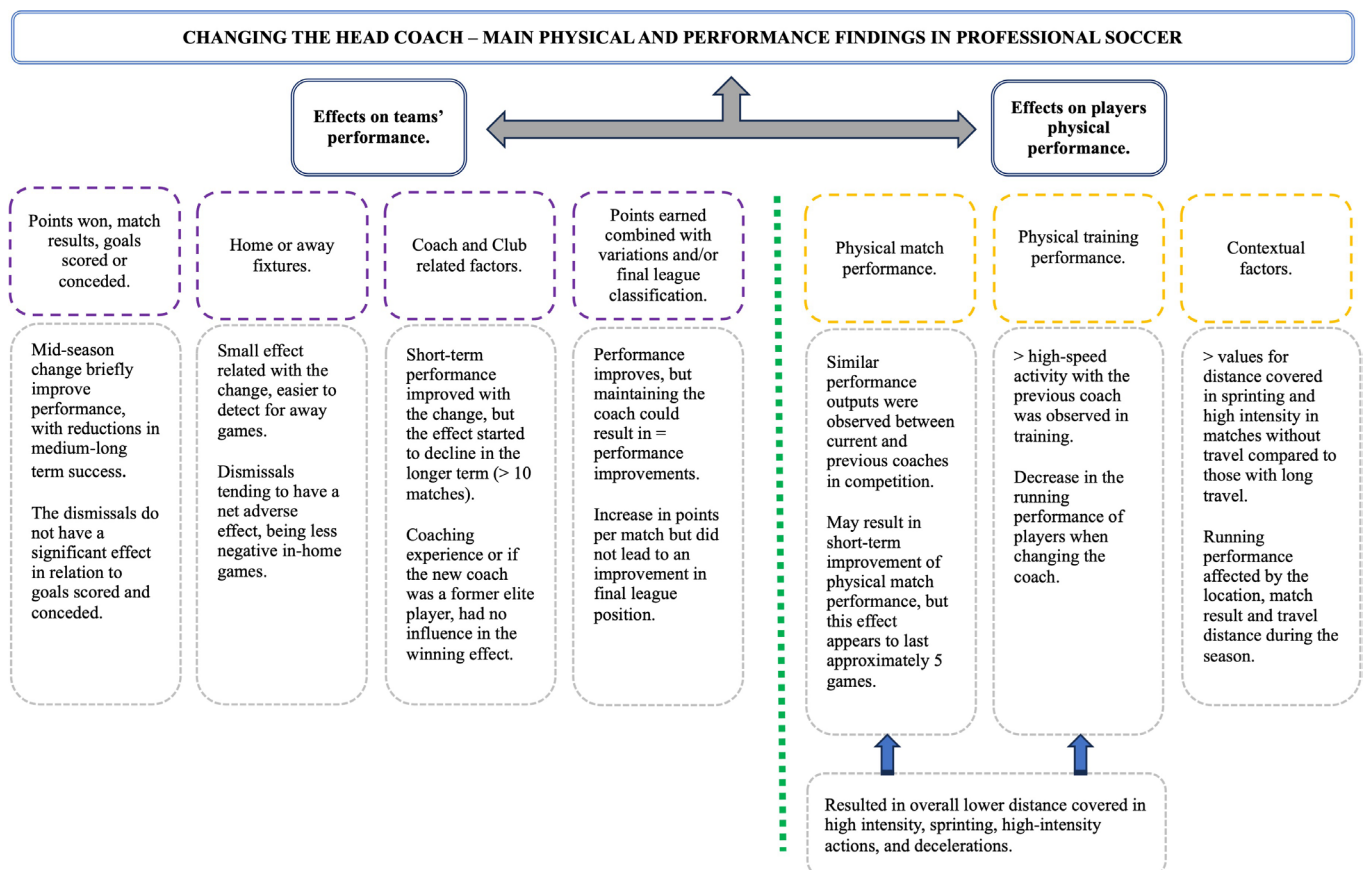 CHANGING THE HEAD COACH – MAIN PHYSICAL AND PERFORMANCE FINDINGS IN PROFESSIONAL SOCCER
Effects on teams’
performance.
Effects on players
physical
performance.
Points won, match
results, goals
scored or
conceded.
Home or away
fixtures.
Coach and Club
related factors.
Points earned
combined with
variations and/or
final league
classification.
Physical match
performance.
Physical training
performance.
Contextual
factors.
Mid-season
change briefly
improve
performance,
with reductions in
medium-long
term success.
The dismissals do
not have a
significant effect
in relation to
goals scored and
conceded.
Small effect
related with the
change, easier to
detect for away
games.
Dismissals
tending to have a
net adverse
effect, being less
negative in-home
games.
Short-term
performance
improved with
the change, but
the effect started
to decline in the
longer term (> 10
matches).
Coaching
experience or if
the new coach
was a former elite
player, had no
influence in the
winning effect.
Performance
improves, but
maintaining the
coach could
result in =
performance
improvements.
Increase in points
per match but did
not lead to an
improvement in
final league
position.
Similar
performance
outputs were
observed between
current and
previous coaches
in competition.
May result in
short-term
improvement of
physical match
performance, but
this effect
appears to last
approximately 5
games.
> high-speed
activity with the
previous coach
was observed in
training.
Decrease in the
running
performance of
players when
changing the
coach.
> values for
distance covered
in sprinting and
high intensity in
matches without
travel compared to
those with long
travel.
Running
performance
affected by the
location, match
result and travel
distance during the
season.
Resulted in overall lower distance covered in
high intensity, sprinting, high-intensity
actions, and decelerations.